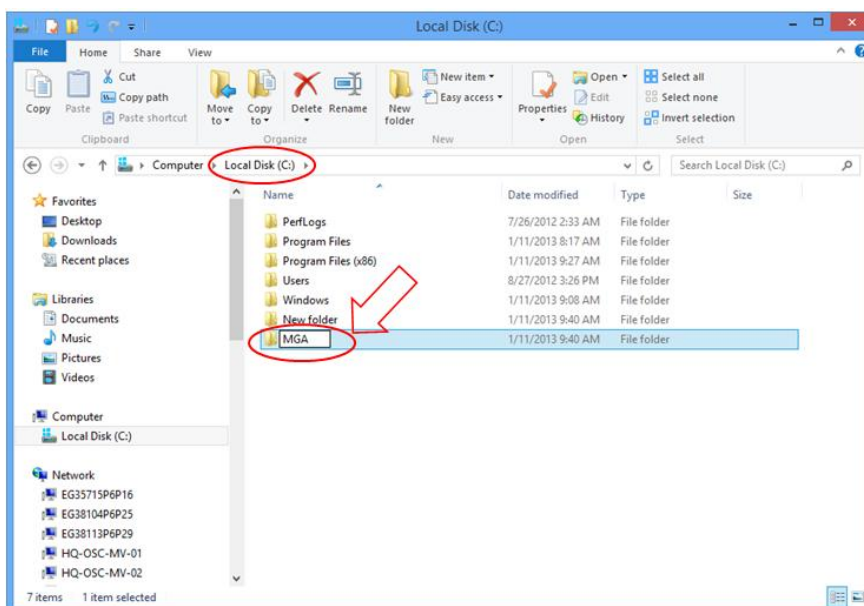 Local Disk (C:)
File Home Share View
Copy
Paste
Cut
Copy path
Paste shortcut
Clipboard
Move to
Copy to
Delete
Rename
Organize
New folder
New item
Easy access
New
Properties
Open
Edit
History
Open
Select all
Select none
Invert selection
Select
Computer Local Disk (C:)
Search Local Disk (C:)
Favorites
Desktop
Downloads
Recent places
Libraries
Documents
Music
Pictures
Videos
Computer
Local Disk (C:)
Network
EG35715P6P16
EG38104P6P25
EG38113P6P29
HQ-OSC-MV-01
HQ-OSC-MV-02
Name Date modified Type Size
PerfLogs 7/26/2012 2:33 AM File folder
Program Files 1/11/2013 8:17 AM File folder
Program Files (x86) 1/11/2013 9:27 AM File folder
Users 8/27/2012 3:26 PM File folder
Windows 1/11/2013 9:08 AM File folder
New folder 1/11/2013 9:40 AM File folder
MGA 1/11/2013 9:40 AM File folder
7 items 1 item selected